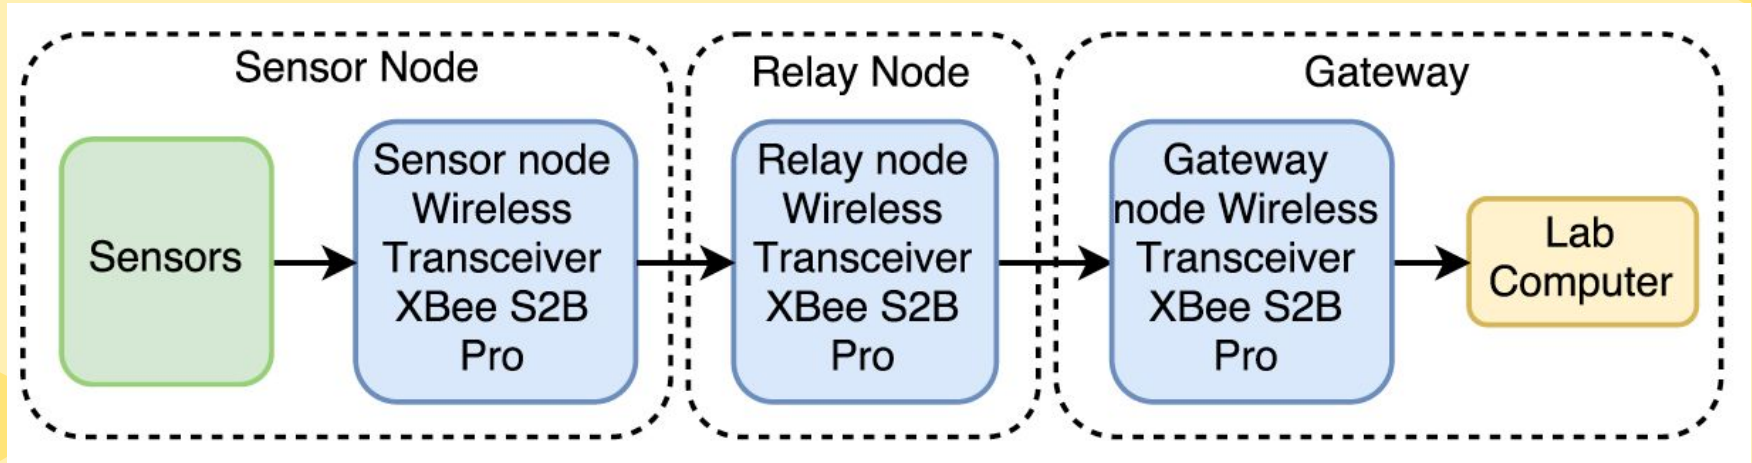 Sensor Node
Sensors
Sensor node
Wireless
Transceiver
XBee S2B
Pro
Relay Node
Relay node
Wireless
Transceiver
XBee S2B
Pro
Gateway
Gateway
node Wireless
Transceiver
XBee S2B
Pro
Lab
Computer